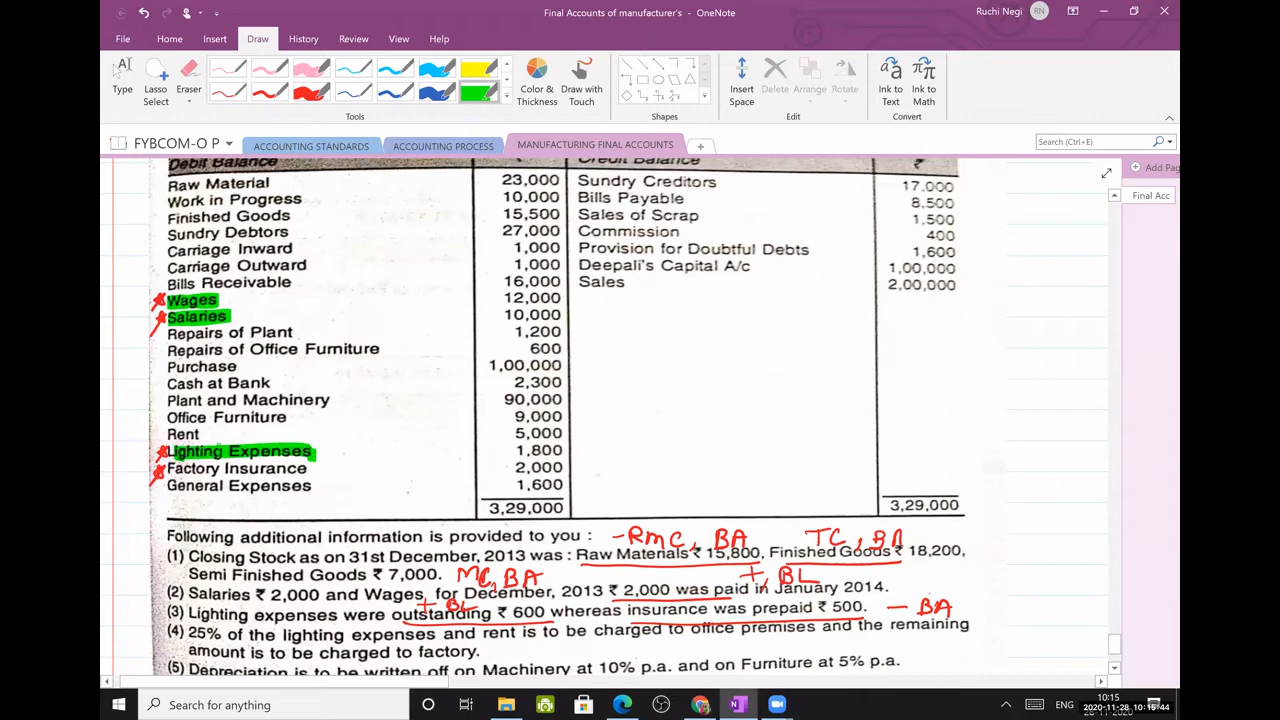 Final Accounts of manufacturer's - OneNote
Ruchi Negi RN
File Home Insert Draw History Review View Help
Type Lasso Select Eraser Color & Thickness Draw with Touch Insert Space Delete Arrange Rotate Ink to Text Ink to Math
Tools Shapes Edit Convert
FYBCOM-O P ACCOUNTING STANDARDS ACCOUNTING PROCESS MANUFACTURING FINAL ACCOUNTS + Search (Ctrl+E)
Add Pag
Final Acc
Debit Balance ₹ Credit Balance ₹
Raw Material 23,000 Sundry Creditors 17,000
Work in Progress 10,000 Bills Payable 8,500
Finished Goods 15,500 Sales of Scrap 1,500
Sundry Debtors 27,000 Commission 400
Carriage Inward 1,000 Provision for Doubtful Debts 1,600
Carriage Outward 1,000 Deepali's Capital A/c 1,00,000
Bills Receivable 16,000 Sales 2,00,000
Wages 12,000
Salaries 10,000
Repairs of Plant 1,200
Repairs of Office Furniture 600
Purchase 1,00,000
Cash at Bank 2,300
Plant and Machinery 90,000
Office Furniture 9,000
Rent 5,000
Lighting Expenses 1,800
Factory Insurance 2,000
General Expenses 1,600
3,29,000 3,29,000
Following additional information is provided to you : -RMC, BA TC, BA
(1) Closing Stock as on 31st December, 2013 was : Raw Materials ₹ 15,800, Finished Goods ₹ 18,200,
Semi Finished Goods ₹ 7,000. MC, BA +, BL
(2) Salaries ₹ 2,000 and Wages, for December, 2013 ₹ 2,000 was paid in January 2014.
+ BL
(3) Lighting expenses were outstanding ₹ 600 whereas insurance was prepaid ₹ 500. - BA
(4) 25% of the lighting expenses and rent is to be charged to office premises and the remaining
amount is to be charged to factory.
(5) Depreciation is to be written off on Machinery at 10% p.a. and on Furniture at 5% p.a.
Search for anything
ENG 10:15
2020-11-28 10:15:44